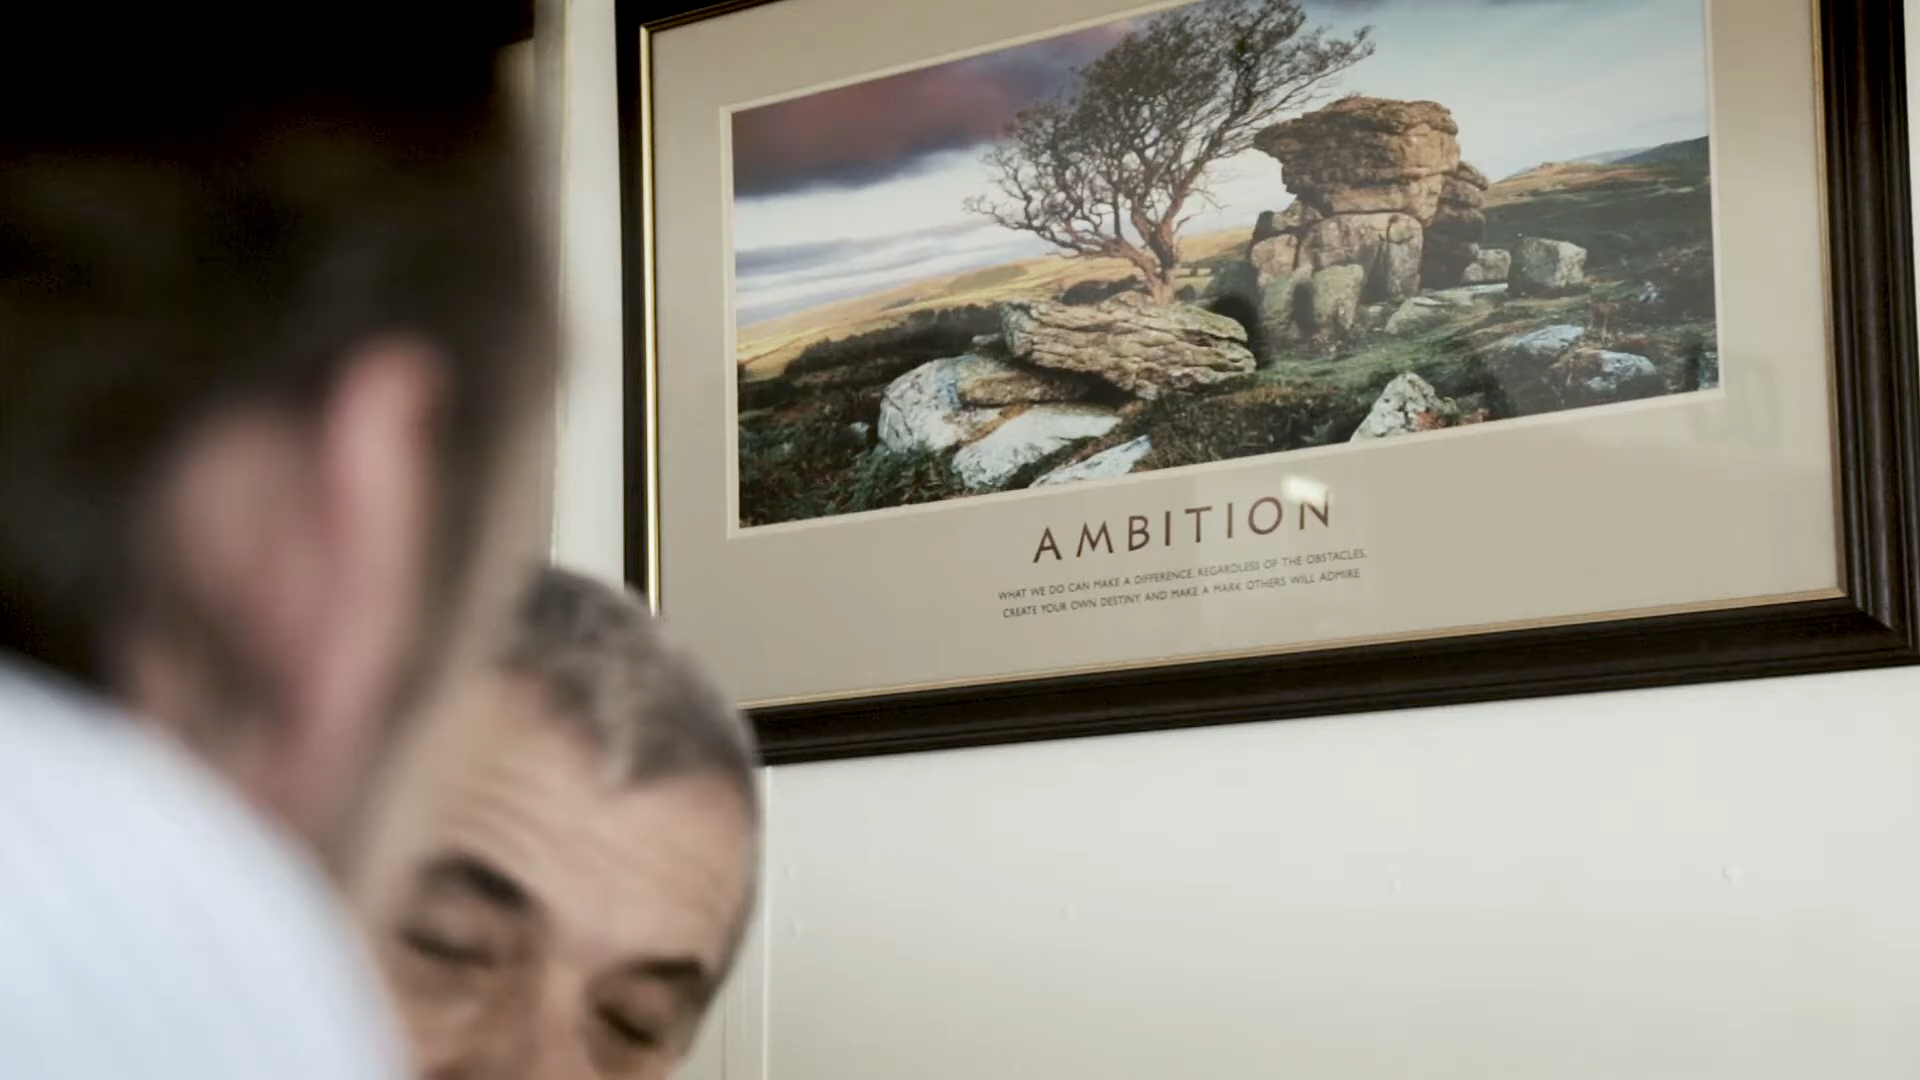 AMBITION
WHAT WE DO CAN MAKE A DIFFERENCE, REGARDLESS OF THE OBSTACLES,
CREATE YOUR OWN DESTINY AND MAKE A MARK OTHERS WILL ADMIRE